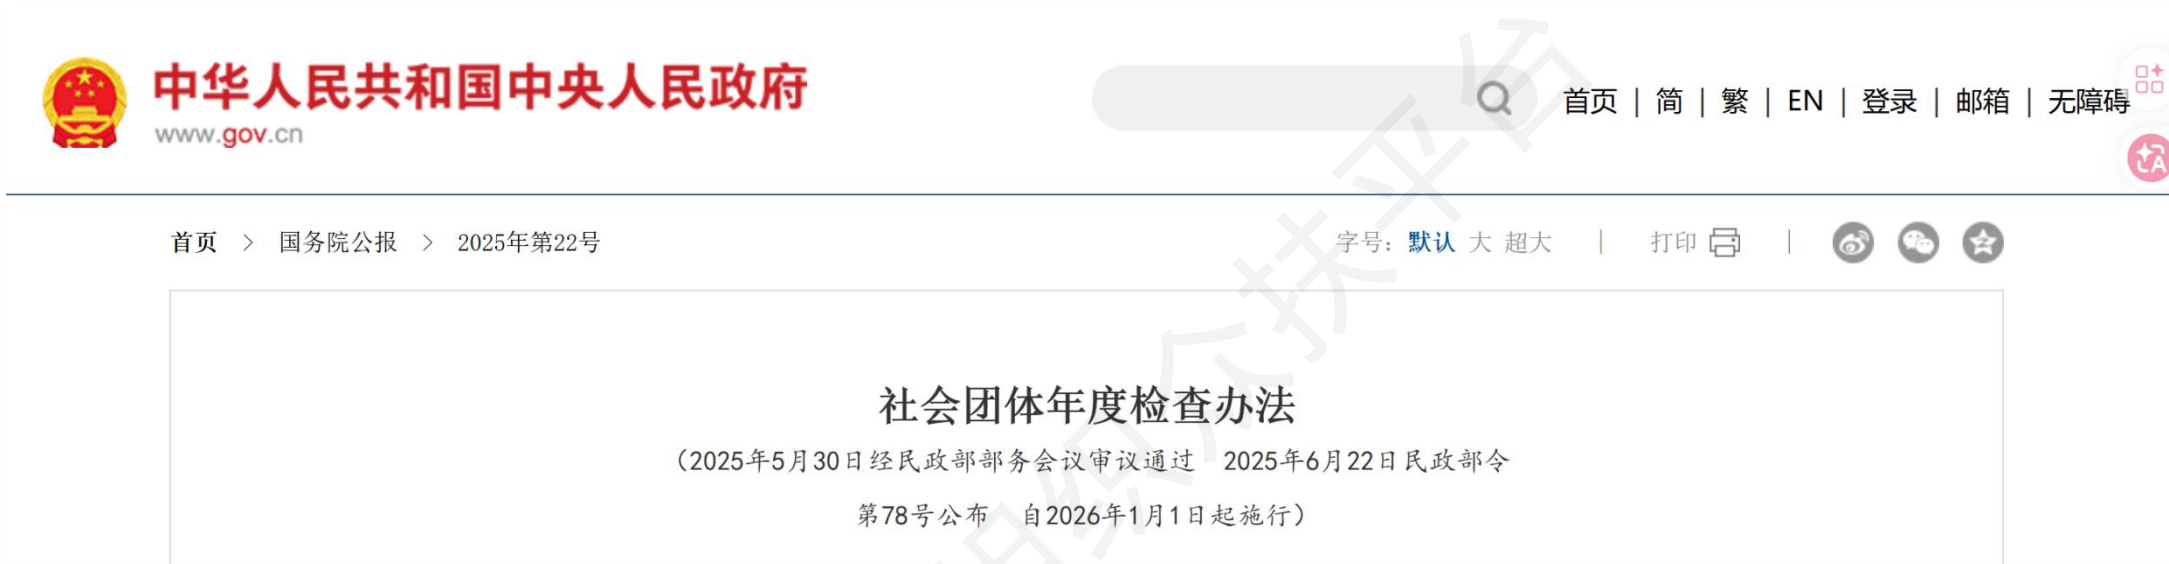 中华人民共和国中央人民政府
www.gov.cn
首页 | 简 | 繁 | EN | 登录 | 邮箱 | 无障碍
首页 > 国务院公报 > 2025年第22号
字号：默认 大 超大 | 打印 |
社会团体年度检查办法
（2025年5月30日经民政部部务会议审议通过 2025年6月22日民政部令
第78号公布 自2026年1月1日起施行）
组织众扶平台